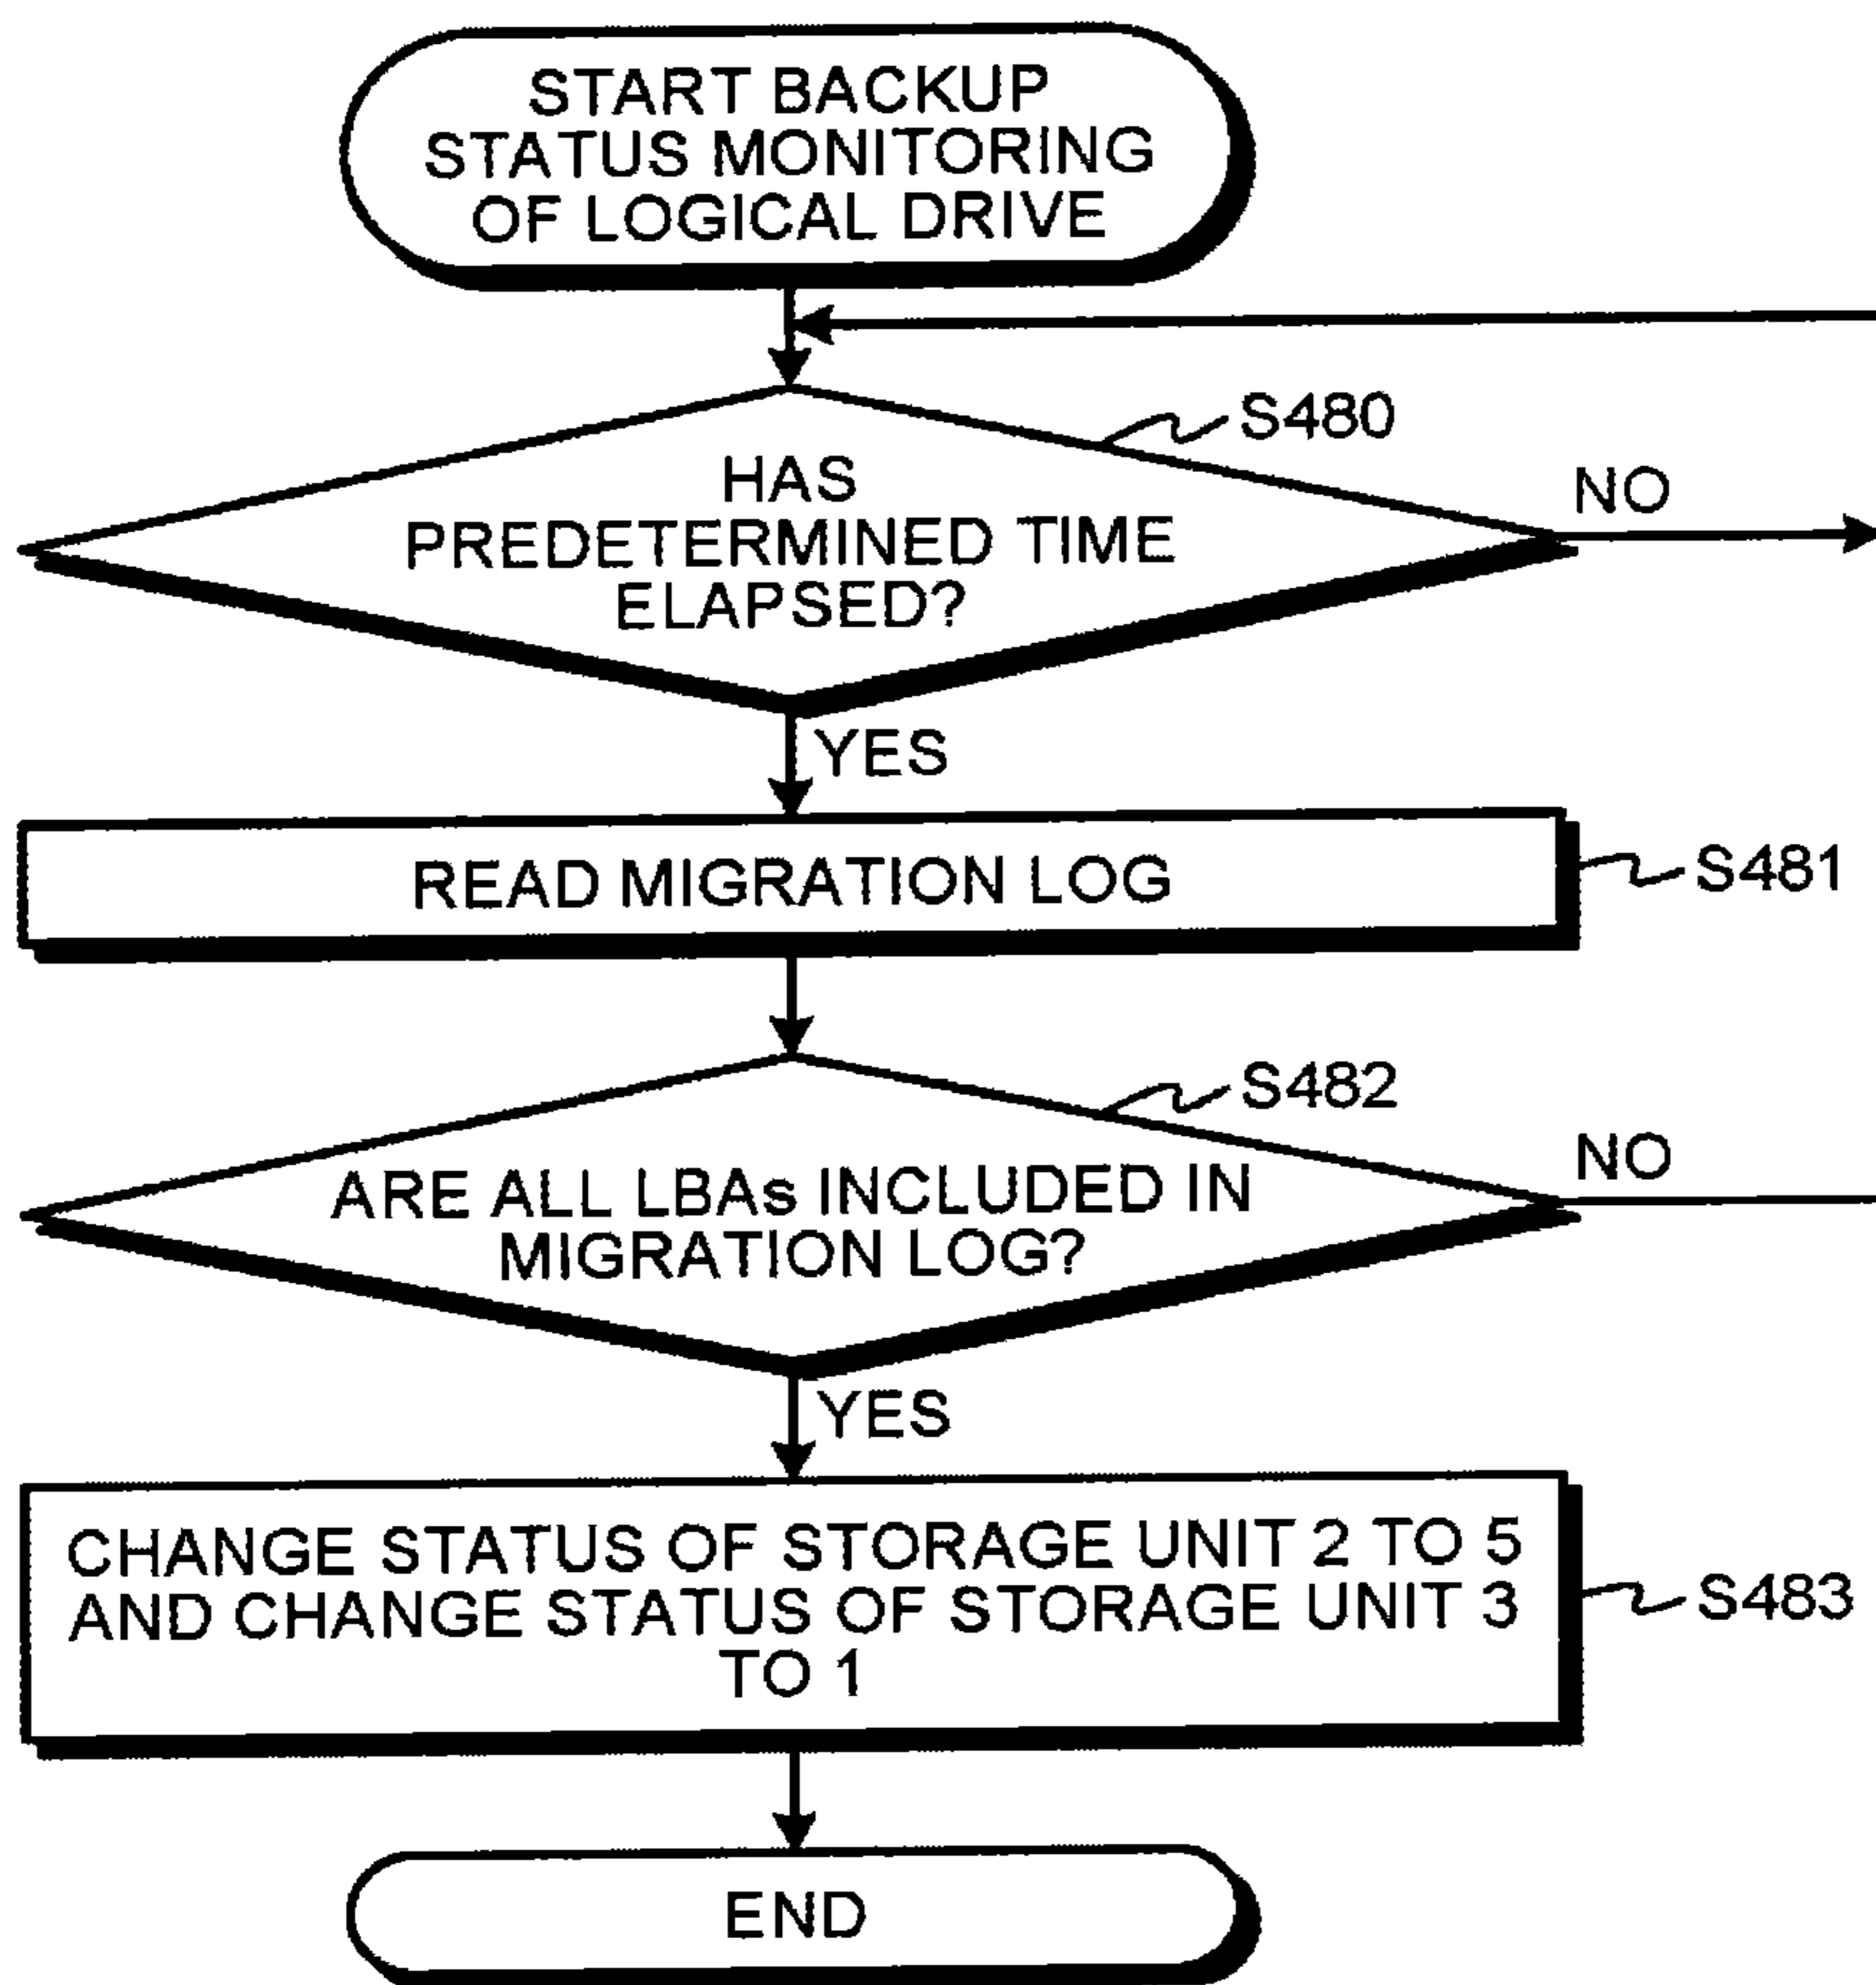 START BACKUP
STATUS MONITORING
OF LOGICAL DRIVE
S480
HAS
PREDETERMINED TIME
ELAPSED?
NO
YES
READ MIGRATION LOG
S481
S482
ARE ALL LBAs INCLUDED IN
MIGRATION LOG?
NO
YES
CHANGE STATUS OF STORAGE UNIT 2 TO 5
AND CHANGE STATUS OF STORAGE UNIT 3
TO 1
S483
END